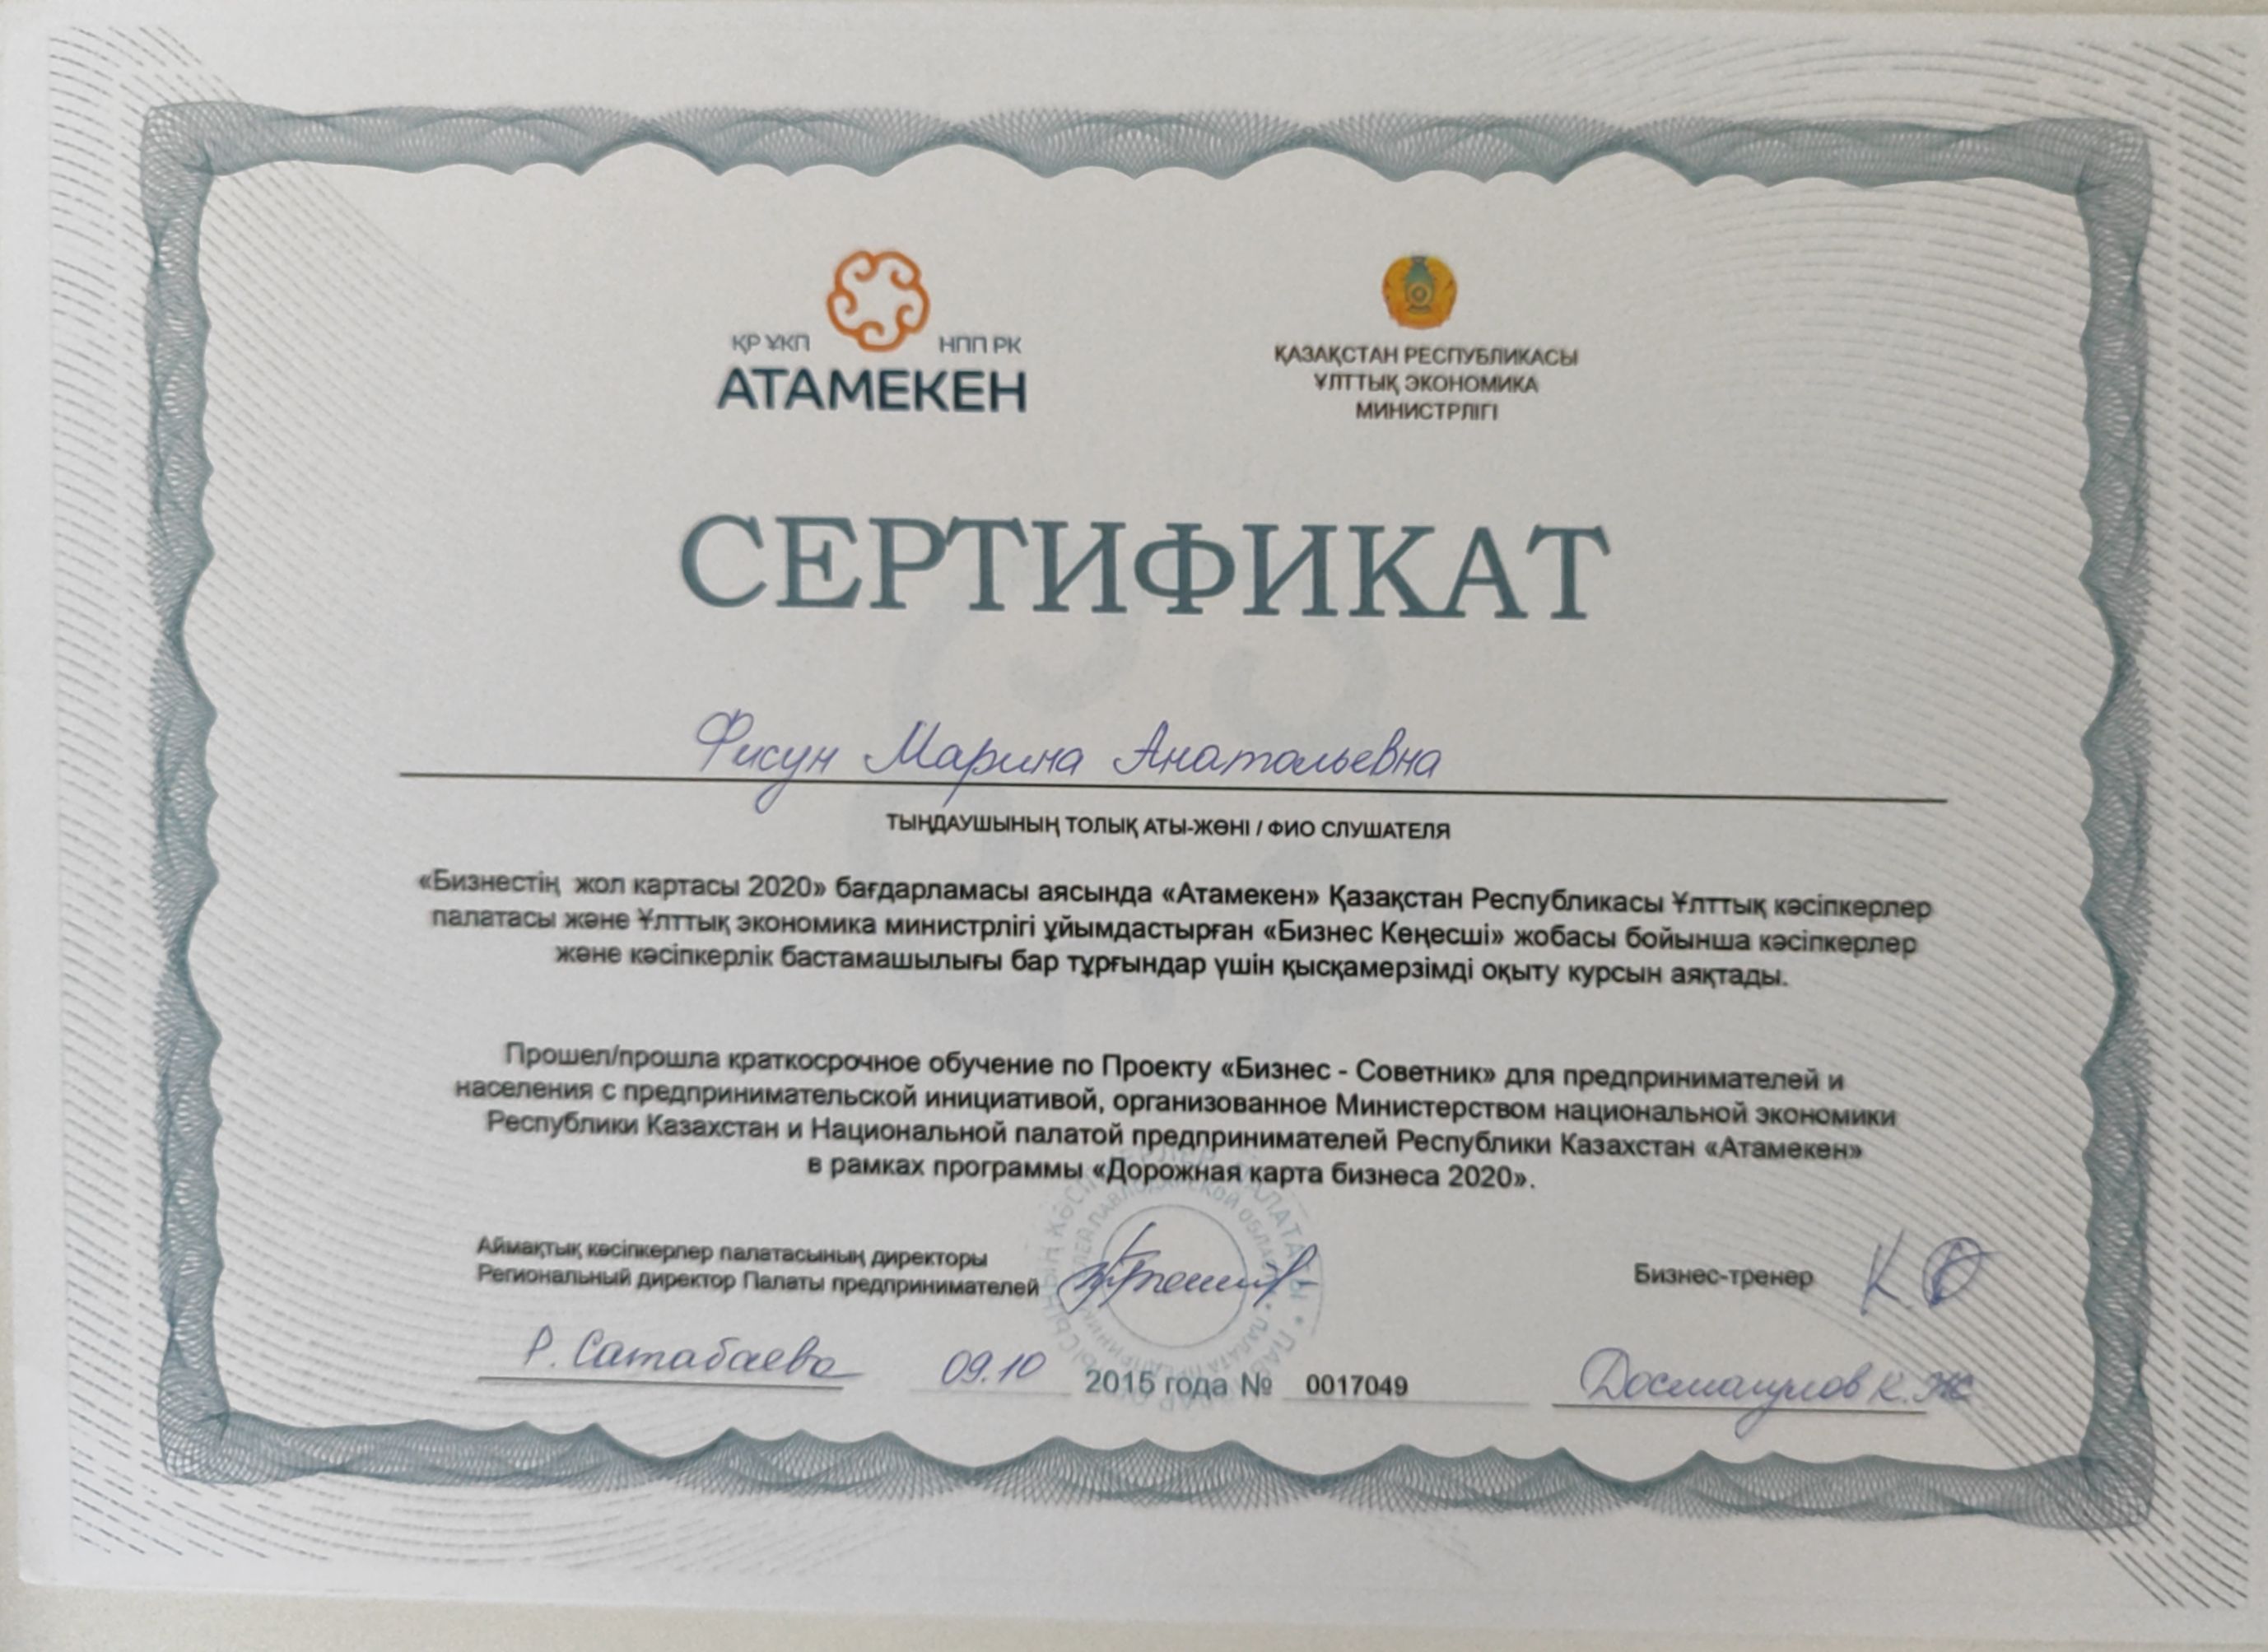 ҚР ҰКП НПП РК
АТАМЕКЕН
ҚАЗАҚСТАН РЕСПУБЛИКАСЫ
ҰЛТТЫҚ ЭКОНОМИКА
МИНИСТРЛІГІ
СЕРТИФИКАТ
Фисун Марина Анатольевна
ТЫҢДАУШЫНЫҢ ТОЛЫҚ АТЫ-ЖӨНІ / ФИО СЛУШАТЕЛЯ
«Бизнестің жол картасы 2020» бағдарламасы аясында «Атамекен» Қазақстан Республикасы Ұлттық кәсіпкерлер
палатасы және Ұлттық экономика министрлігі ұйымдастырған «Бизнес Кеңесші» жобасы бойынша кәсіпкерлер
және кәсіпкерлік бастамашылығы бар тұрғындар үшін қысқамерзімді оқыту курсын аяқтады.
Прошел/прошла краткосрочное обучение по Проекту «Бизнес - Советник» для предпринимателей и
населения с предпринимательской инициативой, организованное Министерством национальной экономики
Республики Казахстан и Национальной палатой предпринимателей Республики Казахстан «Атамекен»
в рамках программы «Дорожная карта бизнеса 2020».
Аймақтық кәсіпкерлер палатасының директоры
Региональный директор Палаты предпринимателей
Бизнес-тренер
Р. Сатабаева 09.10 2015 года № 0017049 Досмагулов К.Ж